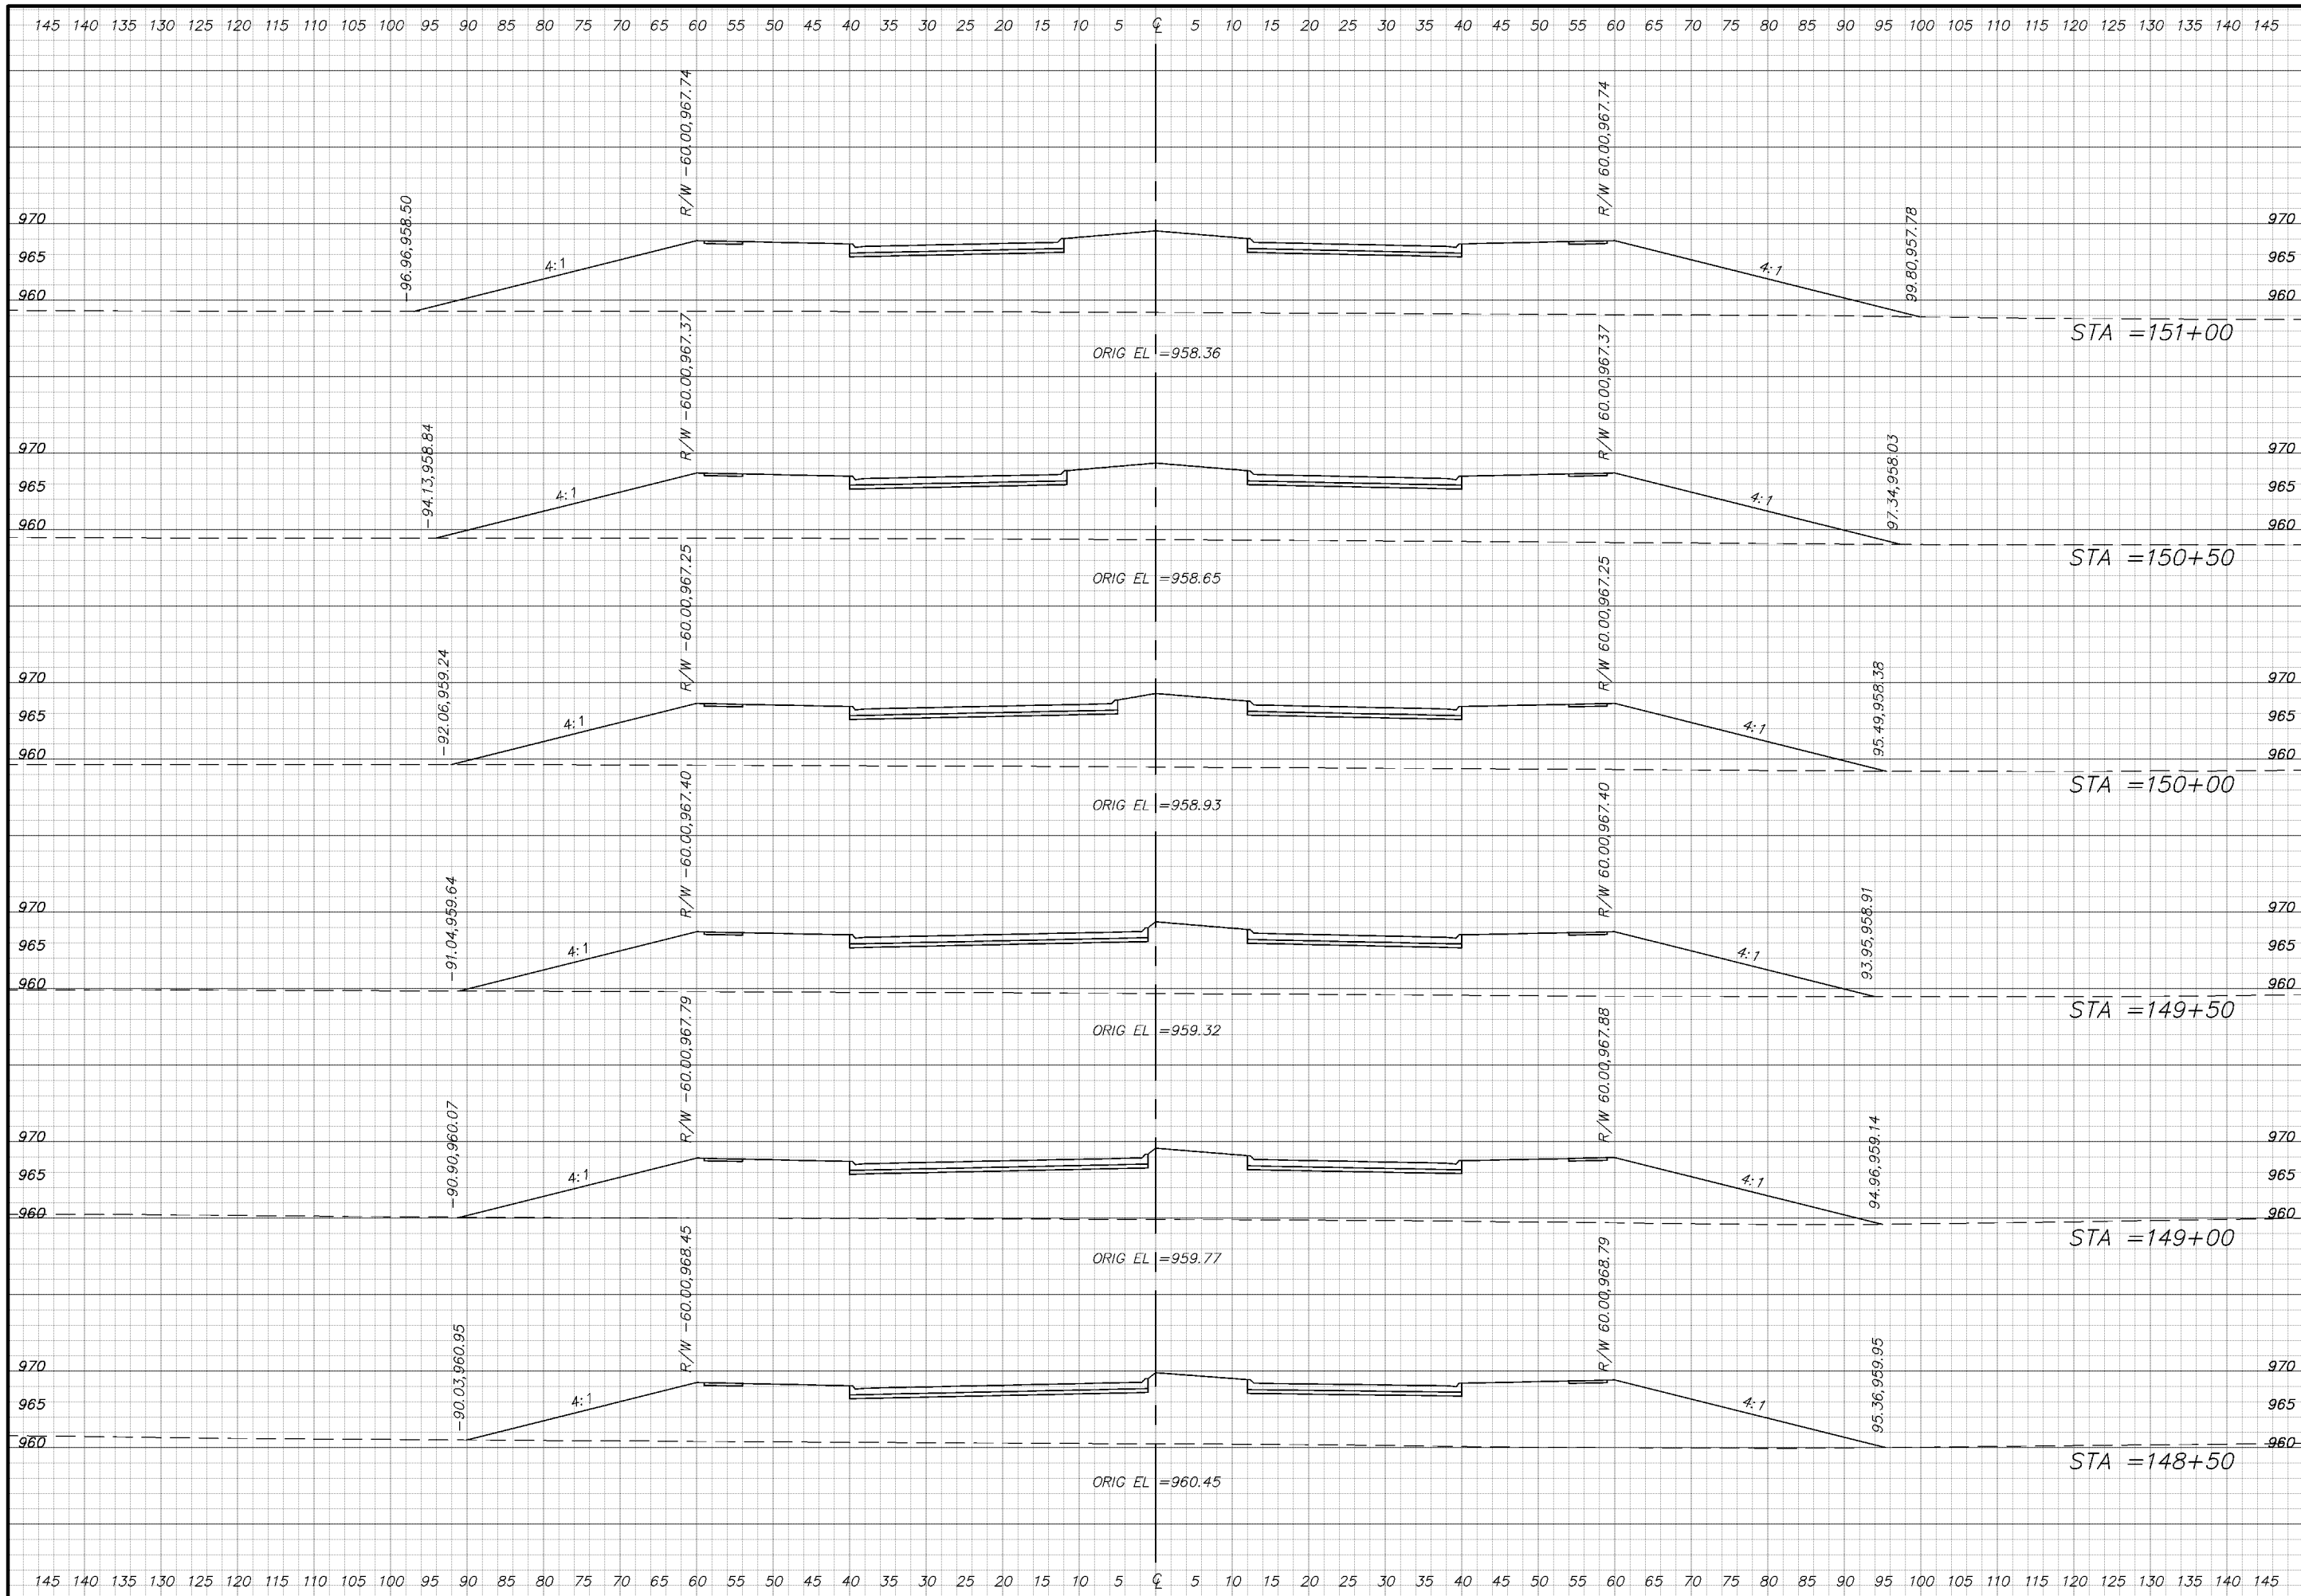 145 140 135 130 125 120 115 110 105 100 95 90 85 80 75 70 65 60 55 50 45 40 35 30 25 20 15 10 5 ℄ 5 10 15 20 25 30 35 40 45 50 55 60 65 70 75 80 85 90 95 100 105 110 115 120 125 130 135 140 145
R/W -60.00,967.74
R/W 60.00,967.74
-96.96,958.50
99.80,957.78
970 970
965 965
4:1 4:1
960 960
STA =151+00
ORIG EL =958.36
R/W -60.00,967.37
R/W 60.00,967.37
-94.13,958.84
97.34,958.03
970 970
965 965
4:1 4:1
960 960
STA =150+50
ORIG EL =958.65
R/W -60.00,967.25
R/W 60.00,967.25
-92.06,959.24
95.49,958.38
970 970
965 965
4:1 4:1
960 960
STA =150+00
ORIG EL =958.93
R/W -60.00,967.40
R/W 60.00,967.40
-91.04,959.64
93.95,958.91
970 970
965 965
4:1 4:1
960 960
STA =149+50
ORIG EL =959.32
R/W -60.00,967.79
R/W 60.00,967.88
-90.90,960.07
94.96,959.14
970 970
965 965
4:1 4:1
960 960
STA =149+00
ORIG EL =959.77
R/W -60.00,968.45
R/W 60.00,968.79
-90.03,960.95
95.36,959.95
970 970
965 965
4:1 4:1
960 960
STA =148+50
ORIG EL =960.45
145 140 135 130 125 120 115 110 105 100 95 90 85 80 75 70 65 60 55 50 45 40 35 30 25 20 15 10 5 ℄ 5 10 15 20 25 30 35 40 45 50 55 60 65 70 75 80 85 90 95 100 105 110 115 120 125 130 135 140 145